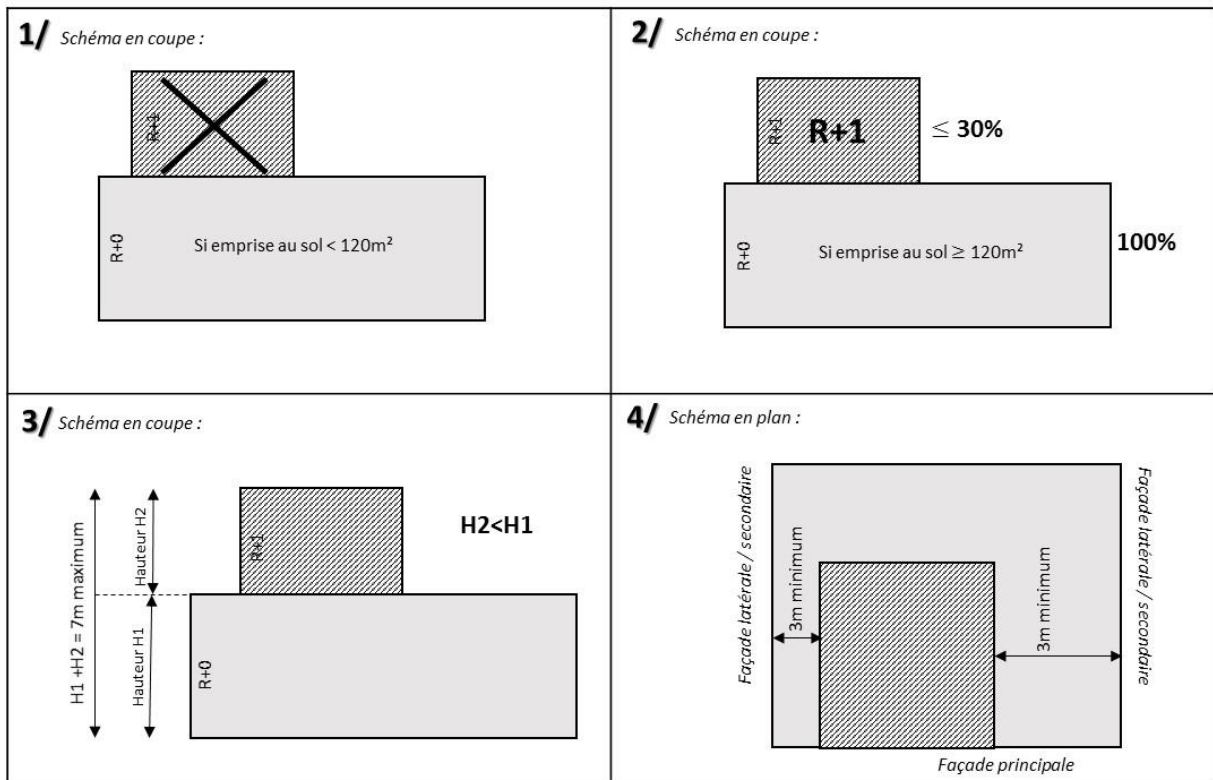 1/ Schéma en coupe :
R+1
R+0
Si emprise au sol < 120m²
2/ Schéma en coupe :
R+1
R+1
≤ 30%
R+0
Si emprise au sol ≥ 120m²
100%
3/ Schéma en coupe :
H1 +H2 = 7m maximum
Hauteur H2
Hauteur H1
R+1
H2<H1
R+0
4/ Schéma en plan :
Façade latérale / secondaire
3m minimum
3m minimum
Façade latérale / secondaire
Façade principale